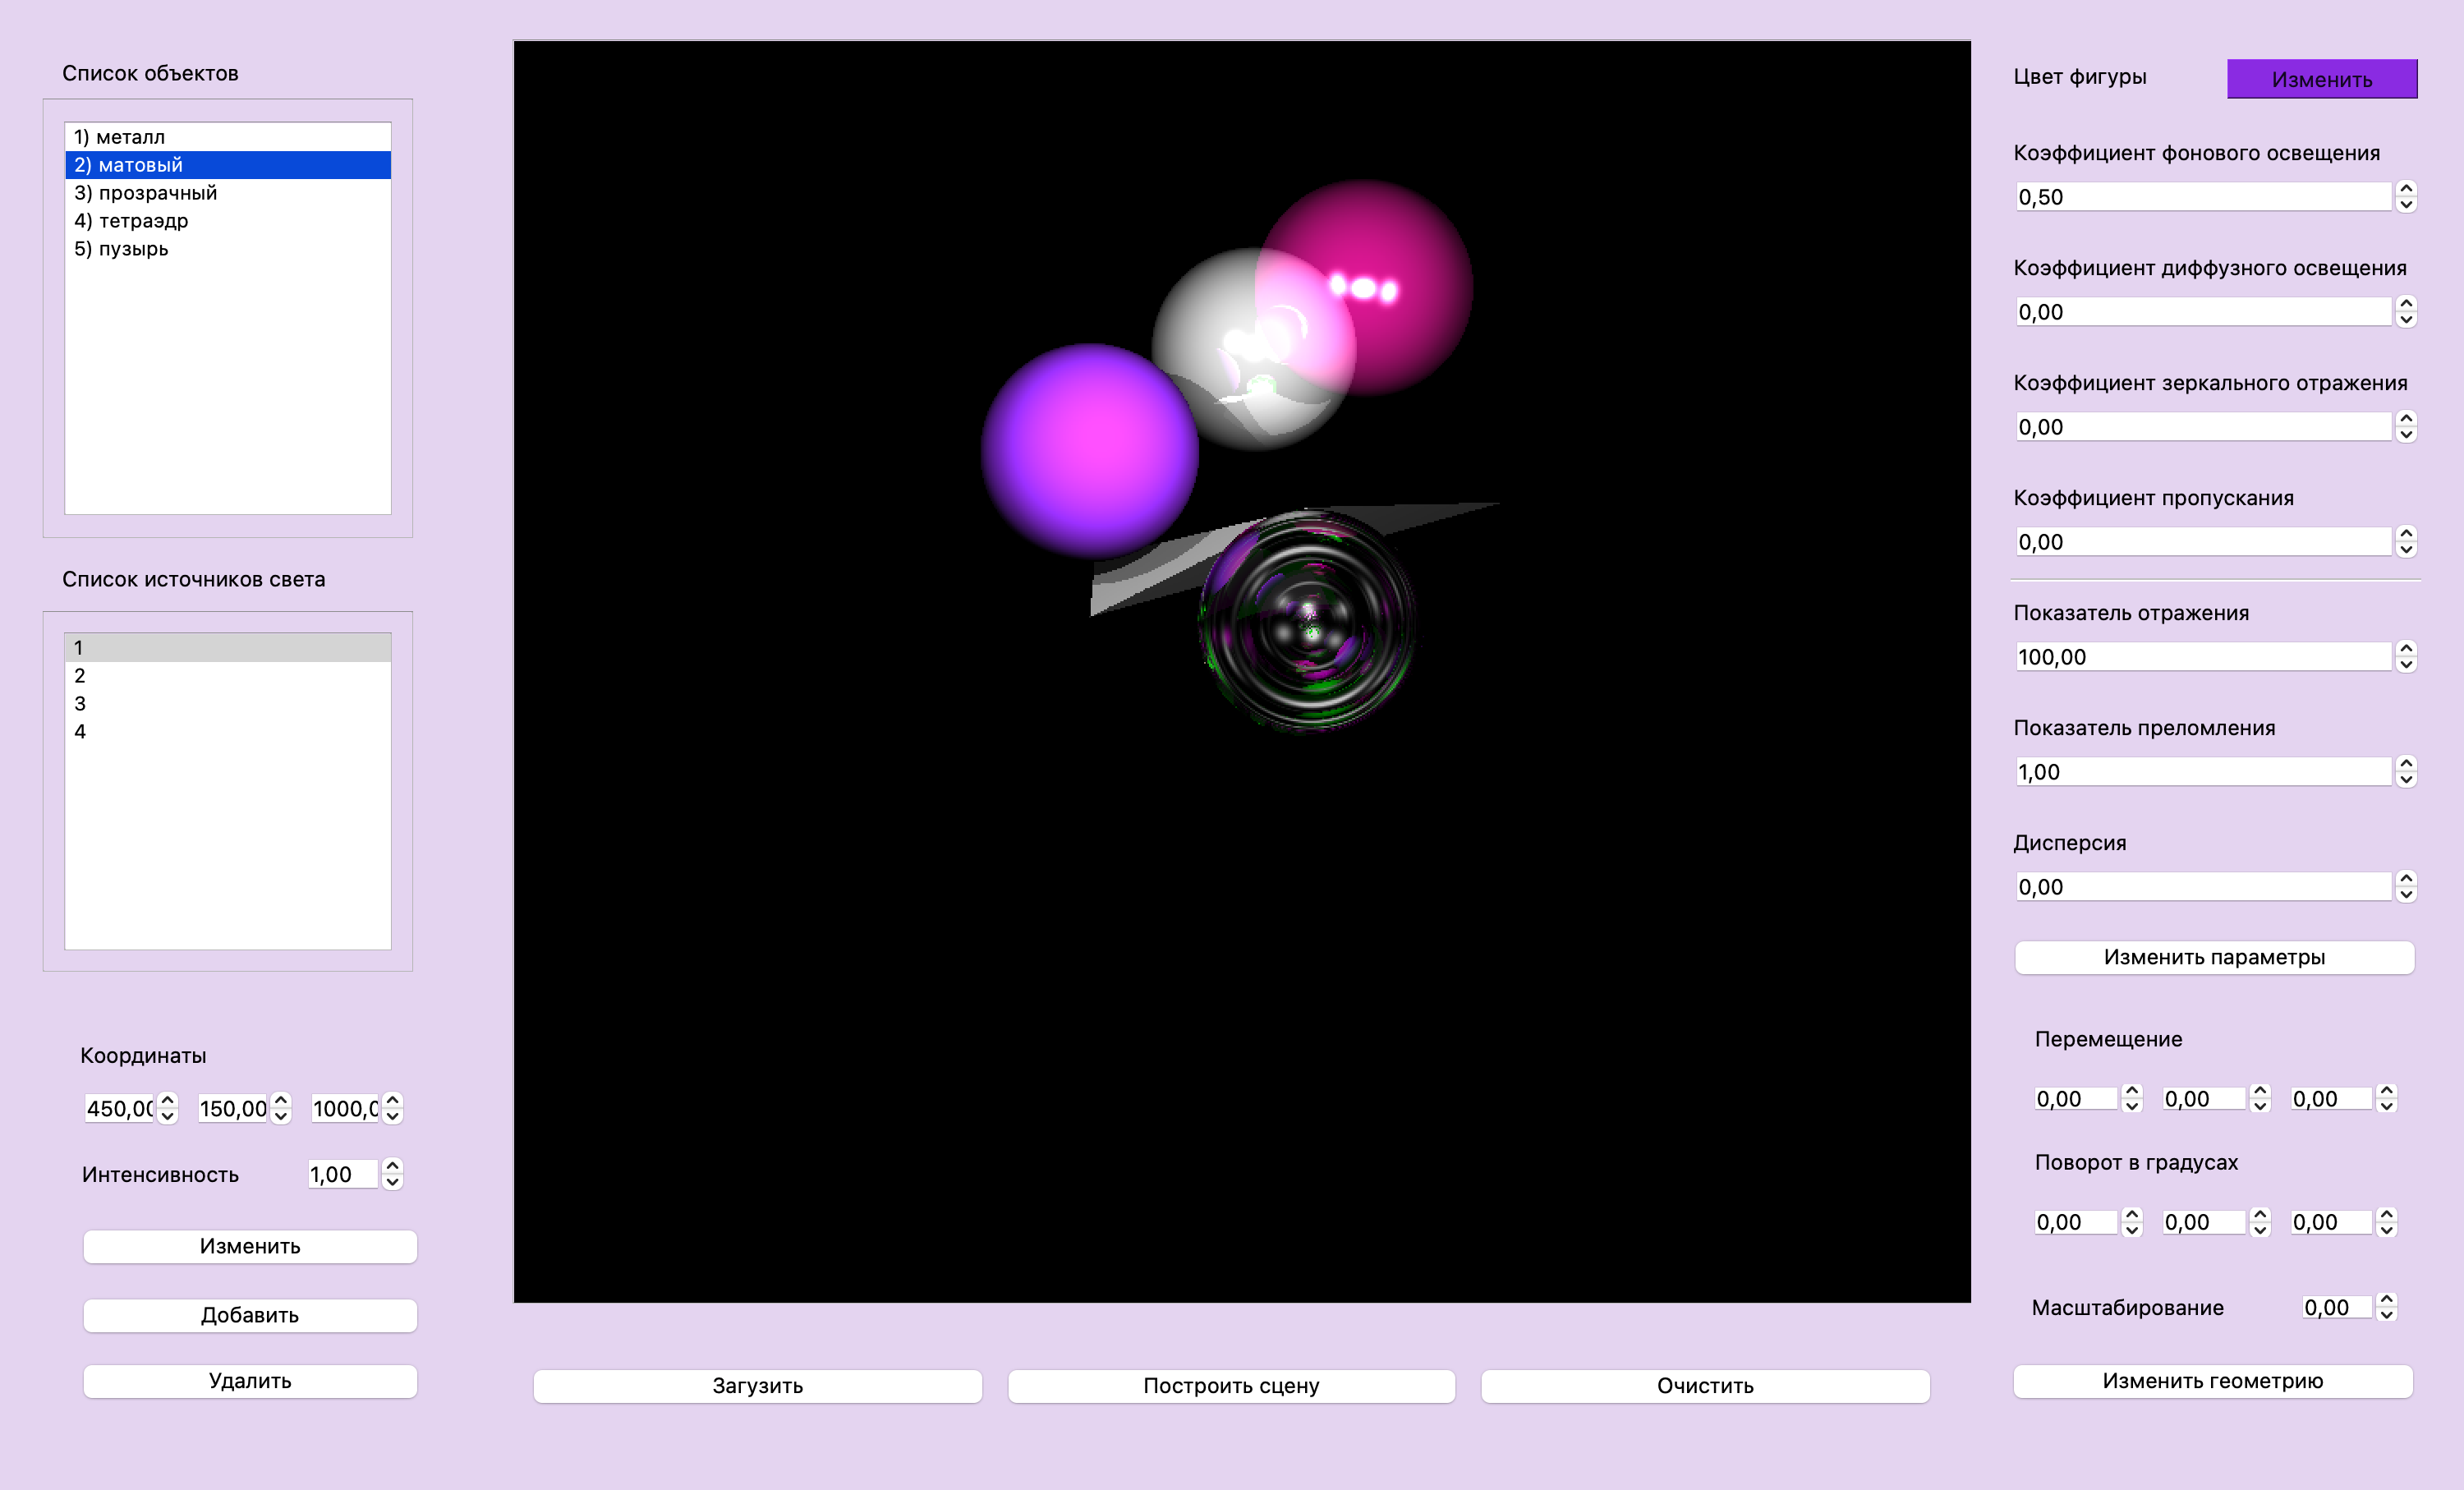 Список объектов
1) металл
2) матовый
3) прозрачный
4) тетраэдр
5) пузырь
Список источников света
1
2
3
4
Координаты
450,00 150,00 1000,0
Интенсивность 1,00
Изменить
Добавить
Удалить
Загузить Построить сцену Очистить
Цвет фигуры Изменить
Коэффициент фонового освещения
0,50
Коэффициент диффузного освещения
0,00
Коэффициент зеркального отражения
0,00
Коэффициент пропускания
0,00
Показатель отражения
100,00
Показатель преломления
1,00
Дисперсия
0,00
Изменить параметры
Перемещение
0,00 0,00 0,00
Поворот в градусах
0,00 0,00 0,00
Масштабирование 0,00
Изменить геометрию